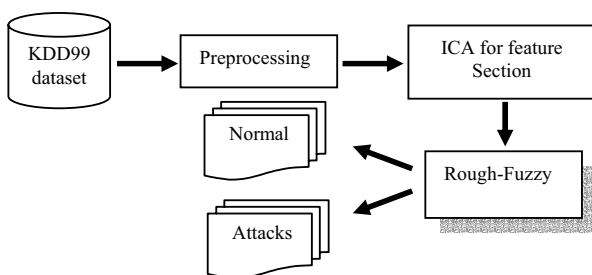 KDD99
dataset
Preprocessing
ICA for feature
Section
Normal
Rough-Fuzzy
Attacks